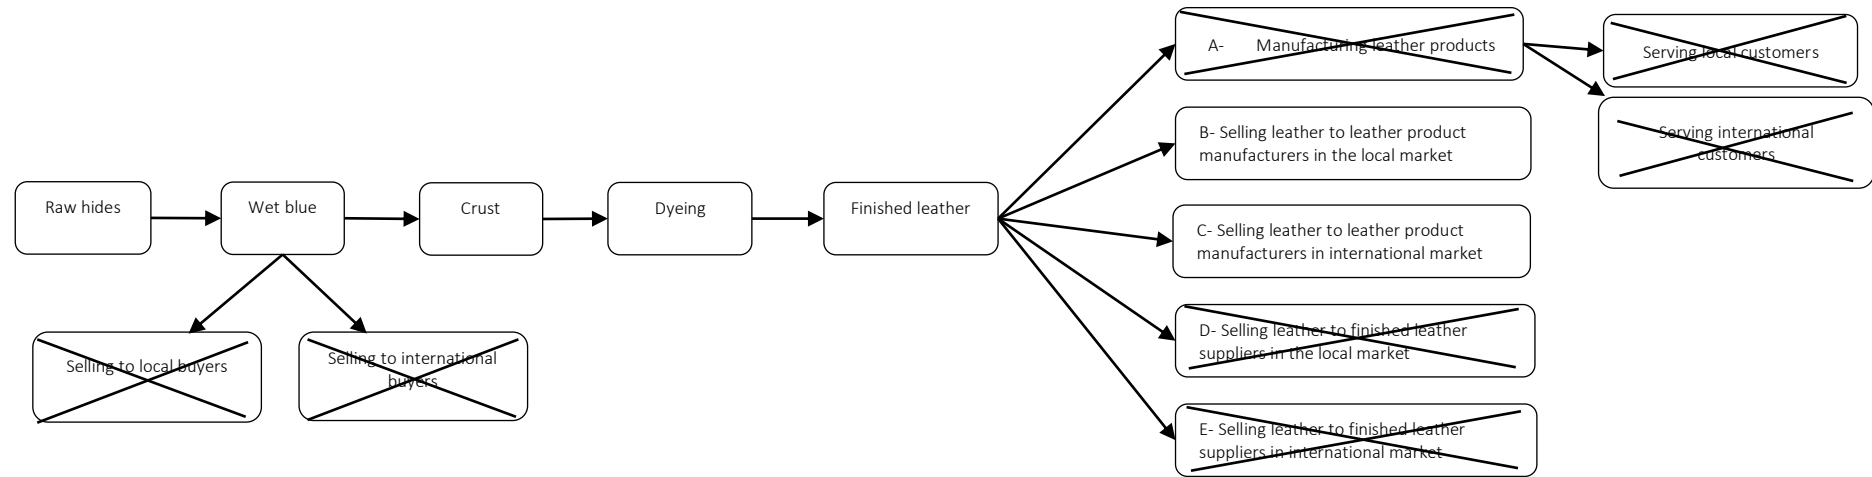 A- Manufacturing leather products
Serving local customers
Serving international
customers
B- Selling leather to leather product
manufacturers in the local market
Raw hides
Wet blue
Crust
Dyeing
Finished leather
C- Selling leather to leather product
manufacturers in international market
Selling to local buyers
Selling to international
buyers
D- Selling leather to finished leather
suppliers in the local market
E- Selling leather to finished leather
suppliers in international market